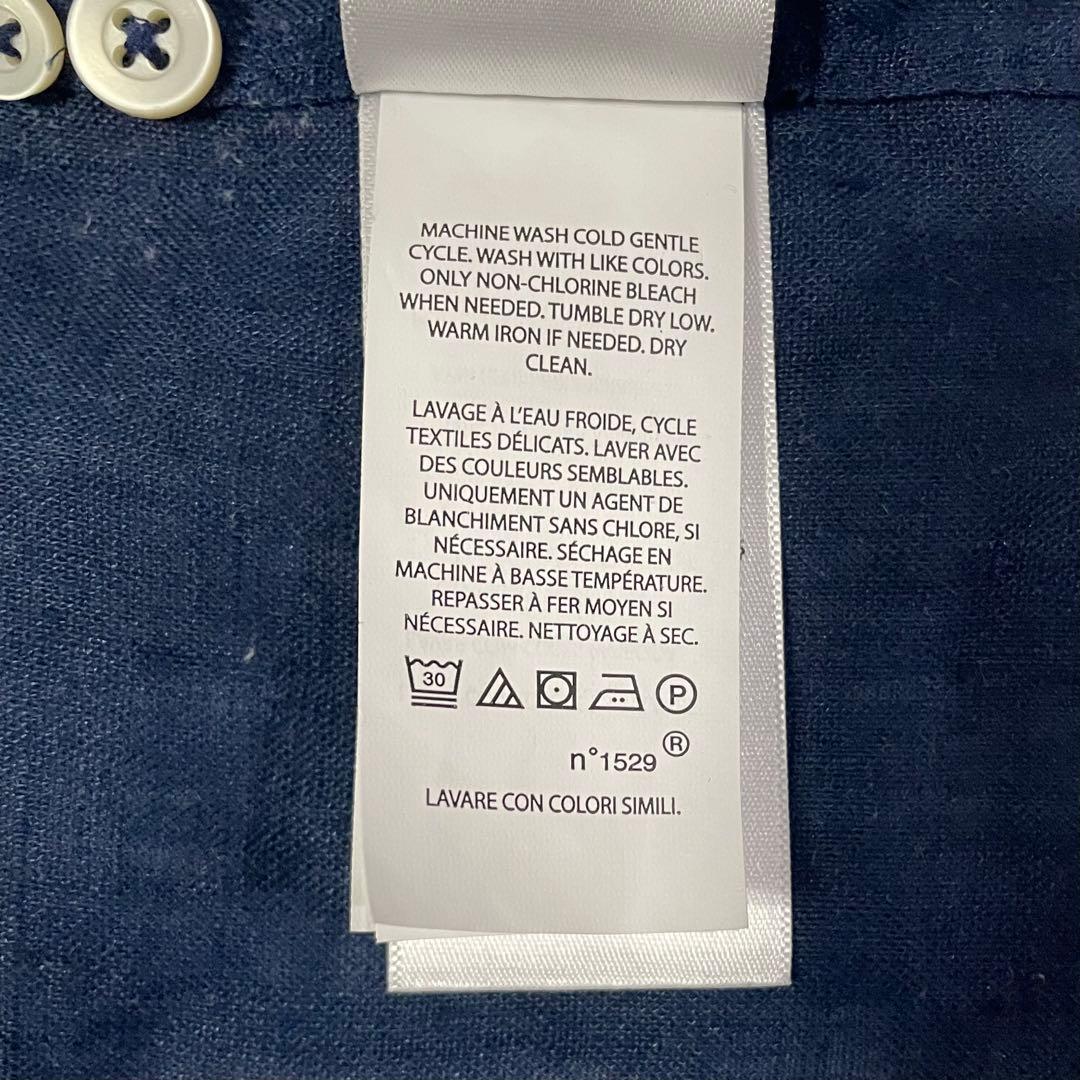 MACHINE WASH COLD GENTLE
CYCLE. WASH WITH LIKE COLORS.
ONLY NON-CHLORINE BLEACH
WHEN NEEDED. TUMBLE DRY LOW.
WARM IRON IF NEEDED. DRY
CLEAN.
LAVAGE À L'EAU FROIDE, CYCLE
TEXTILES DÉLICATS. LAVER AVEC
DES COULEURS SEMBLABLES.
UNIQUEMENT UN AGENT DE
BLANCHIMENT SANS CHLORE, SI
NÉCESSAIRE. SÉCHAGE EN
MACHINE À BASSE TEMPÉRATURE.
REPASSER À FER MOYEN SI
NÉCESSAIRE. NETTOYAGE À SEC.
30 P
n°1529 ®
LAVARE CON COLORI SIMILI.